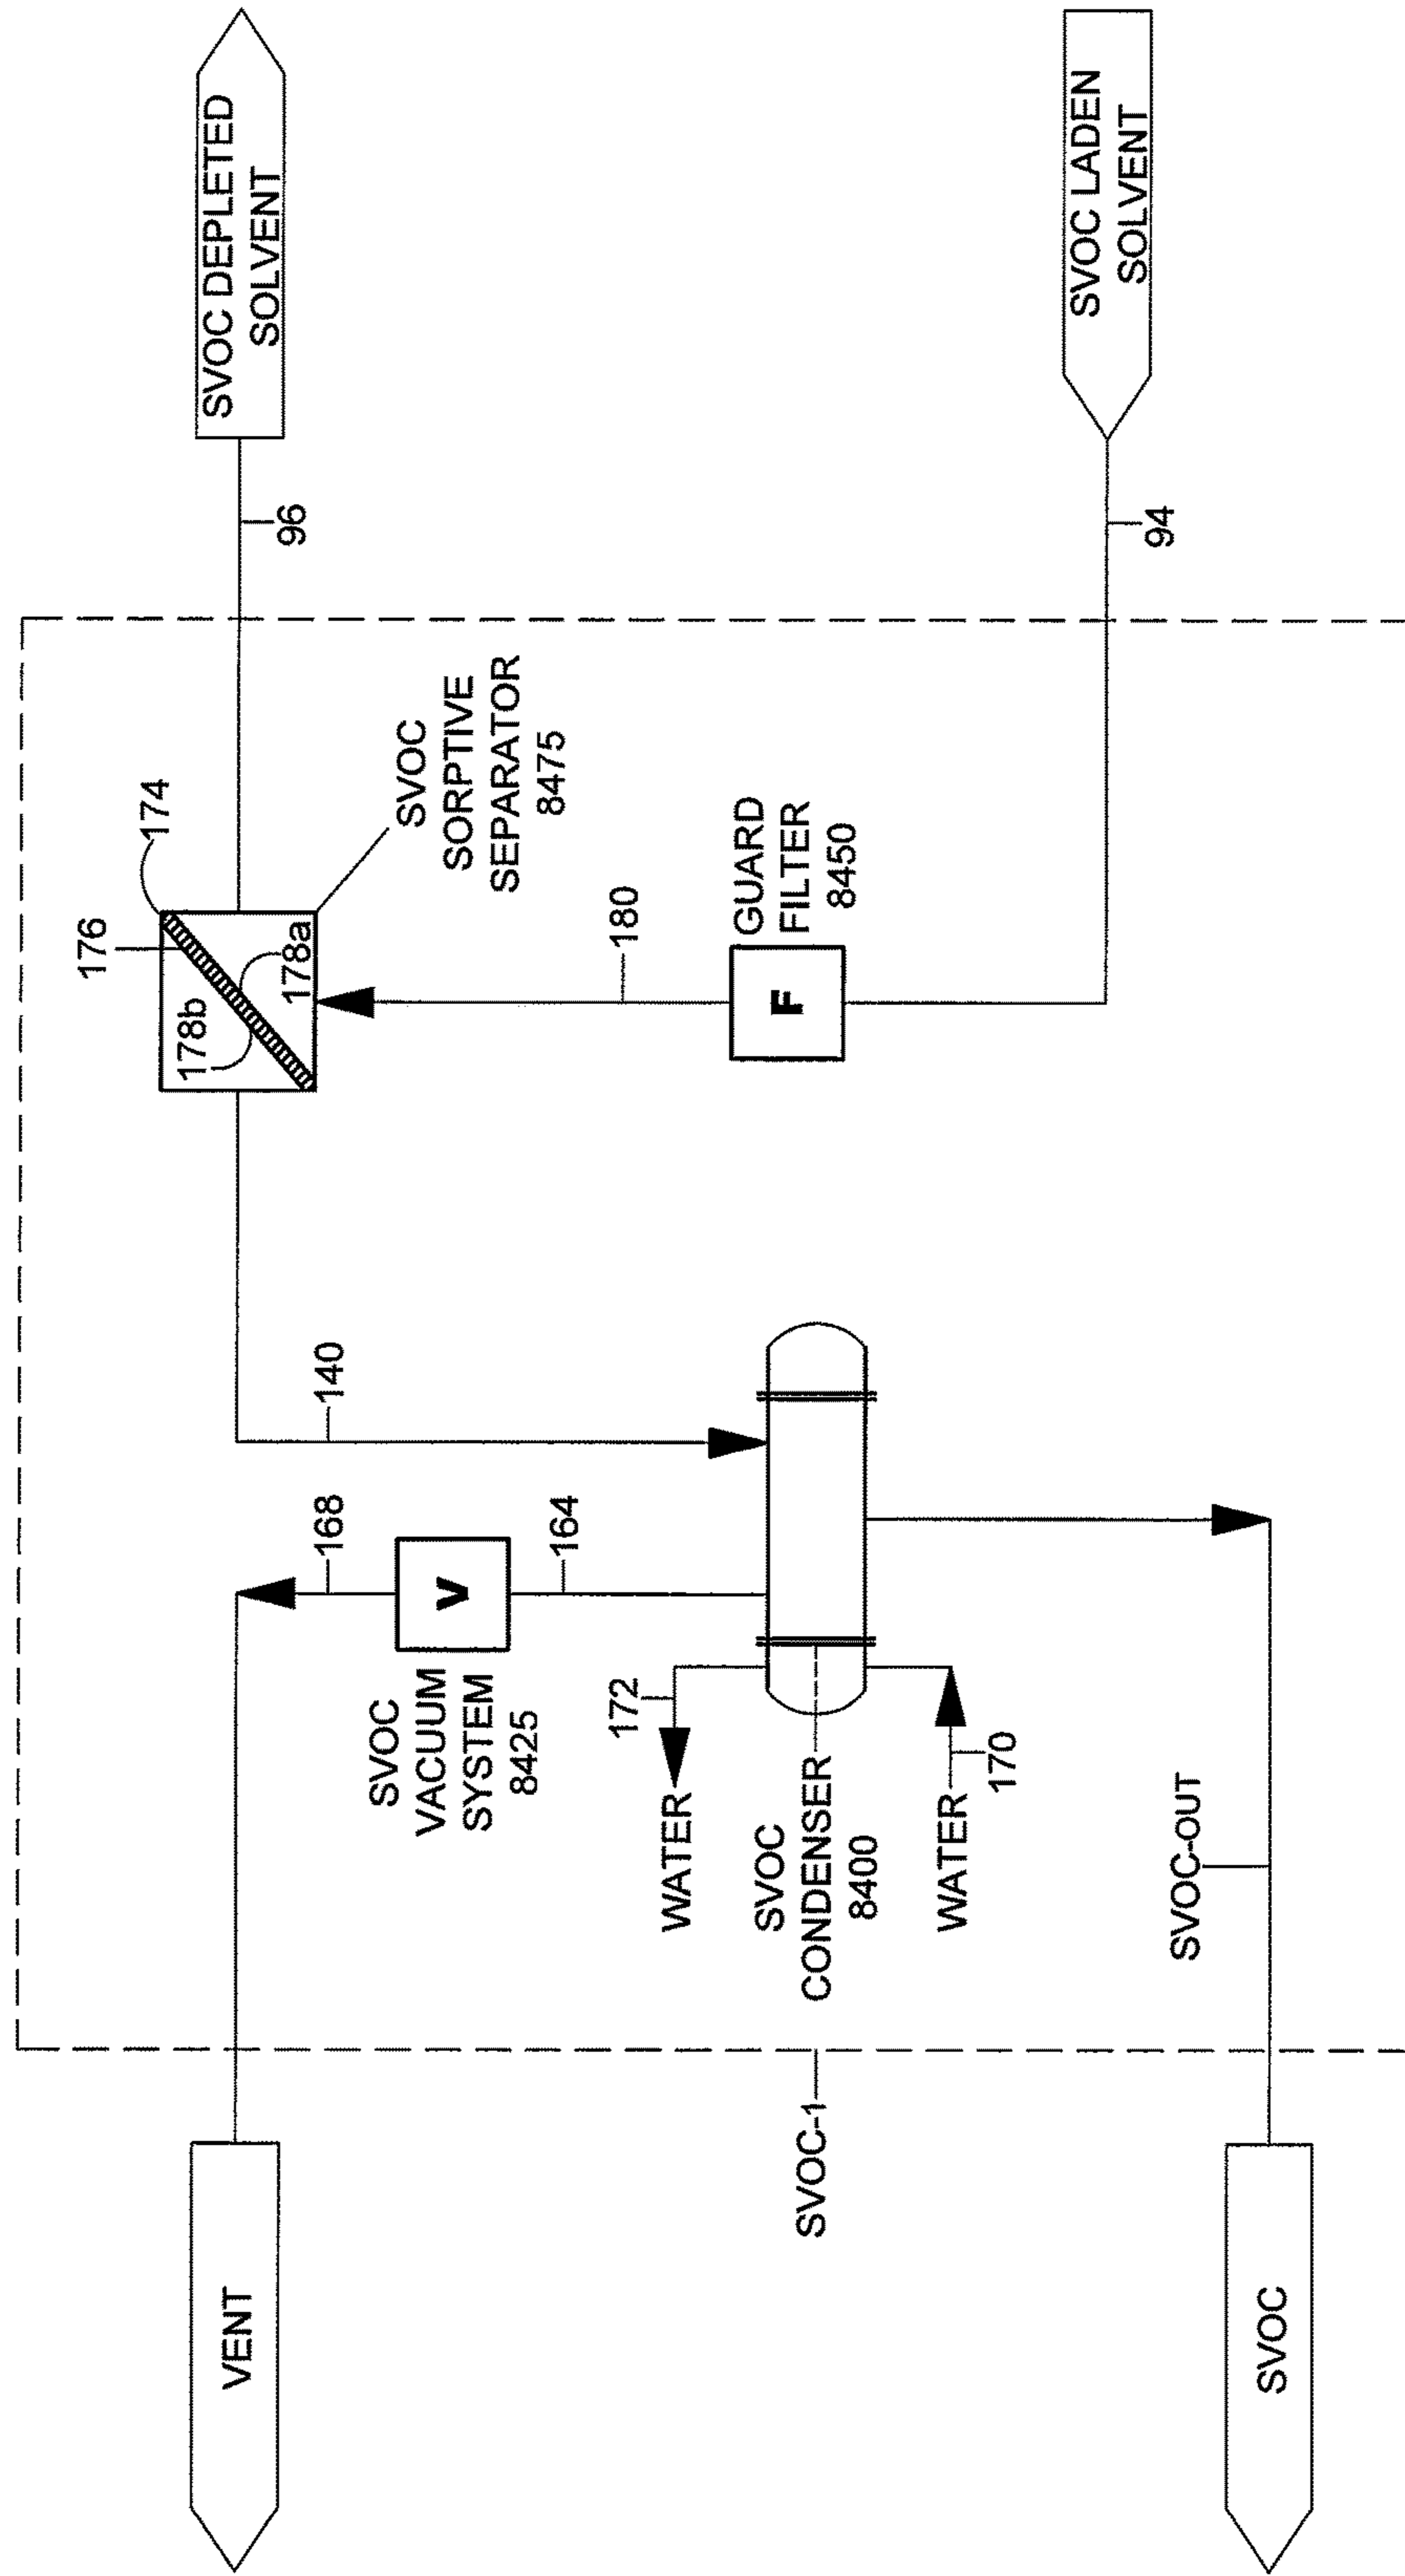 SVOC DEPLETED
SOLVENT
96
174
176
178b
178a
SVOC
SORPTIVE
SEPARATOR
8475
180
GUARD
FILTER
8450
F
SVOC LADEN
SOLVENT
94
140
168
V
164
SVOC
VACUUM
SYSTEM
8425
172
WATER
SVOC
CONDENSER
8400
WATER
170
SVOC-OUT
VENT
SVOC-1
SVOC